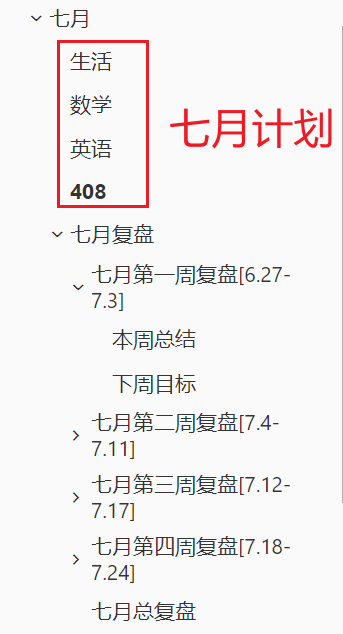 七月
生活
数学
七月计划
英语
408
七月复盘
七月第一周复盘[6.27-
7.3]
本周总结
下周目标
七月第二周复盘[7.4-
7.11]
七月第三周复盘[7.12-
7.17]
七月第四周复盘[7.18-
7.24]
七月总复盘